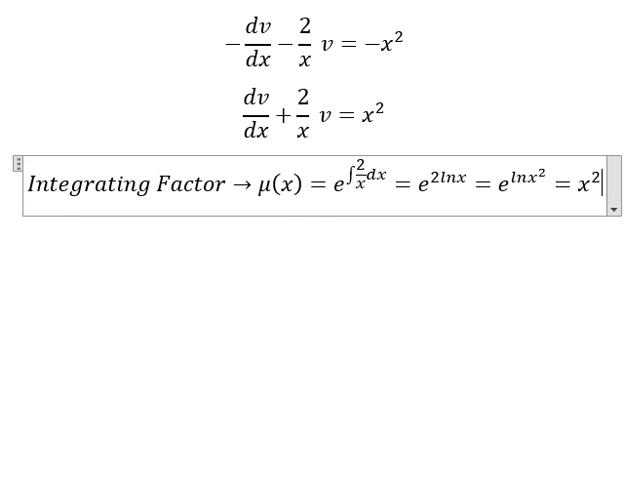 −dv/dx − 2/x v = −x²
dv/dx + 2/x v = x²
Integrating Factor → μ(x) = e^(∫2/x dx) = e^(2lnx) = e^(lnx²) = x²